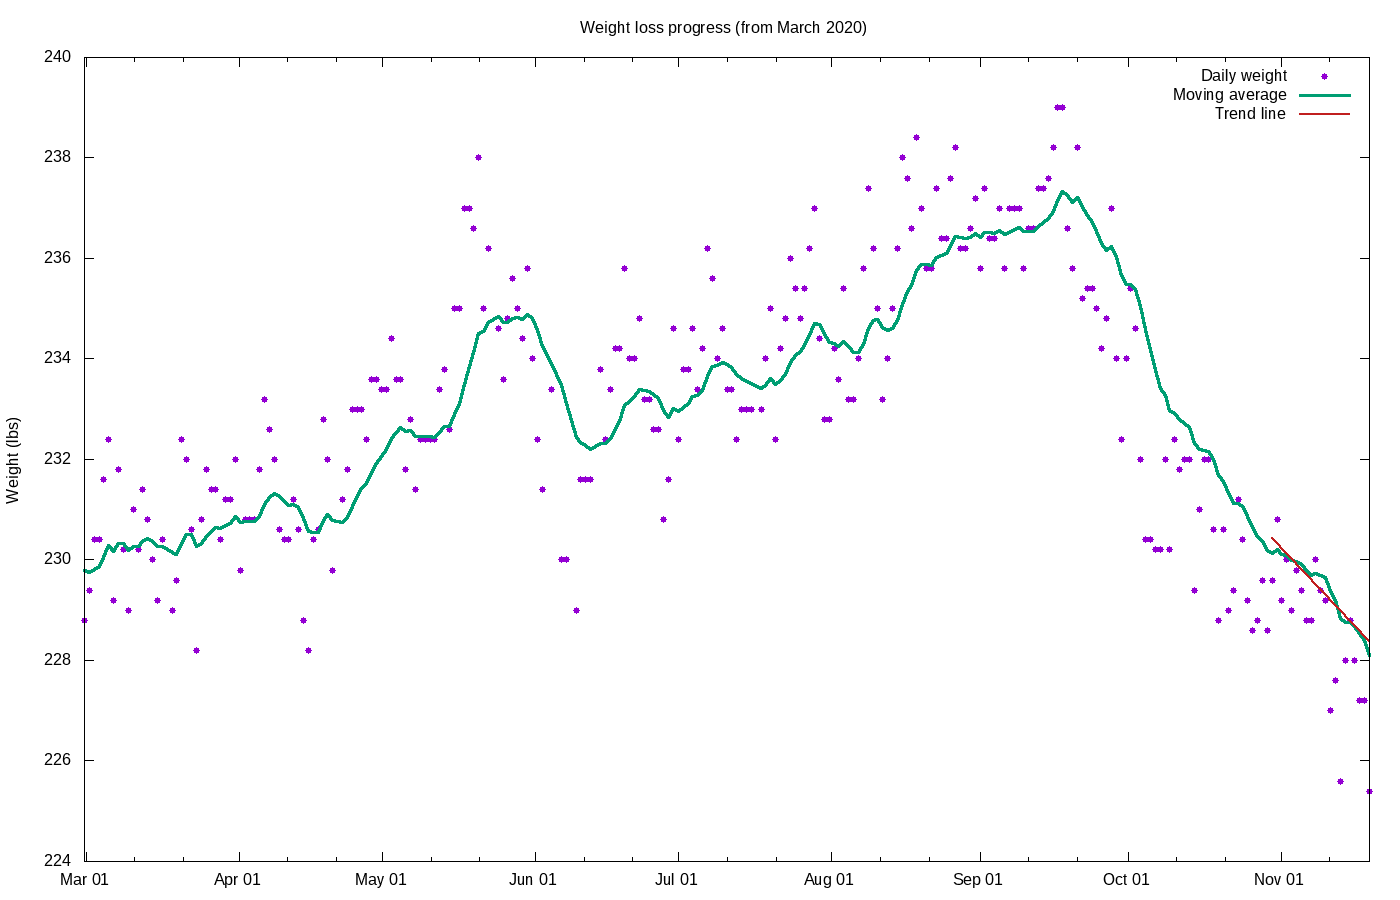 Weight loss progress (from March 2020)
Daily weight
Moving average
Trend line
Weight (lbs)
240
238
236
234
232
230
228
226
224
Mar 01 Apr 01 May 01 Jun 01 Jul 01 Aug 01 Sep 01 Oct 01 Nov 01